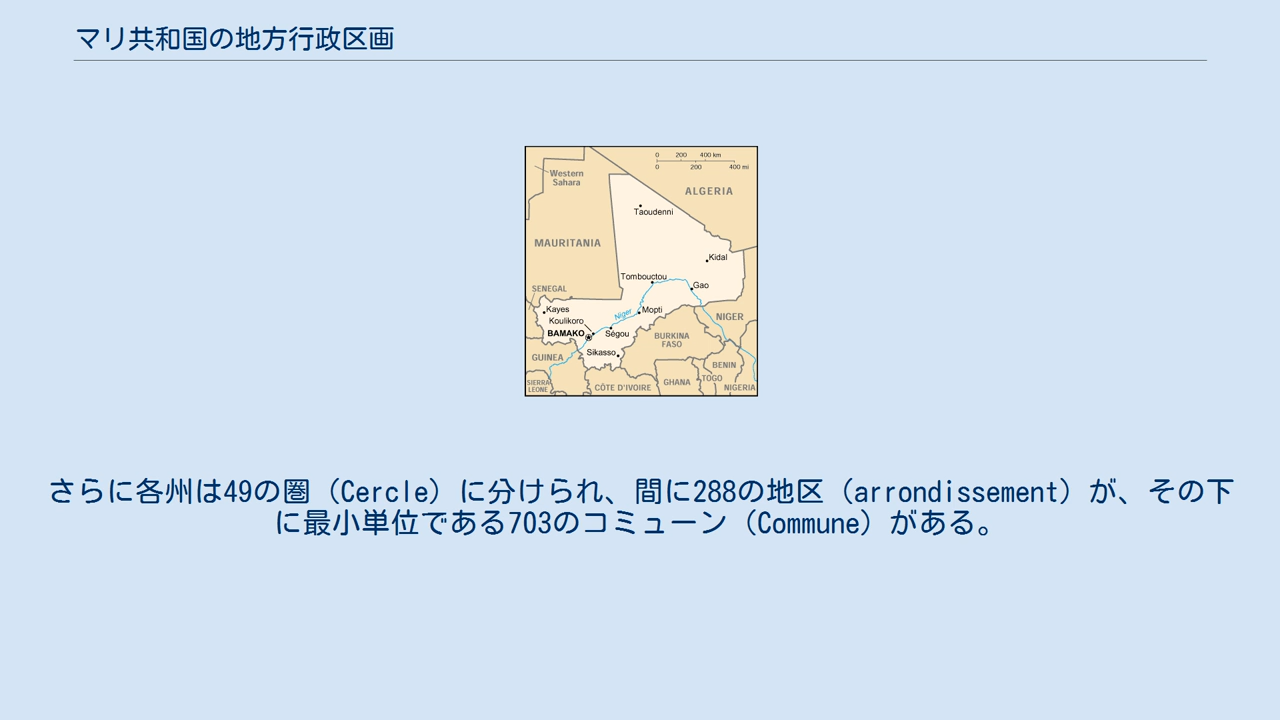 マリ共和国の地方行政区画
0 200 400 km
0 200 400 mi
Western
Sahara
ALGERIA
Taoudenni
MAURITANIA
Kidal
Tombouctou
Gao
SENEGAL
Kayes
Mopti
Koulikoro
Niger
NIGER
BAMAKO
Ségou
BURKINA
FASO
Sikasso
GUINEA
BENIN
SIERRA
LEONE
CÔTE D'IVOIRE
GHANA
TOGO
NIGERIA
さらに各州は49の圏（Cercle）に分けられ、間に288の地区（arrondissement）が、その下
に最小単位である703のコミューン（Commune）がある。